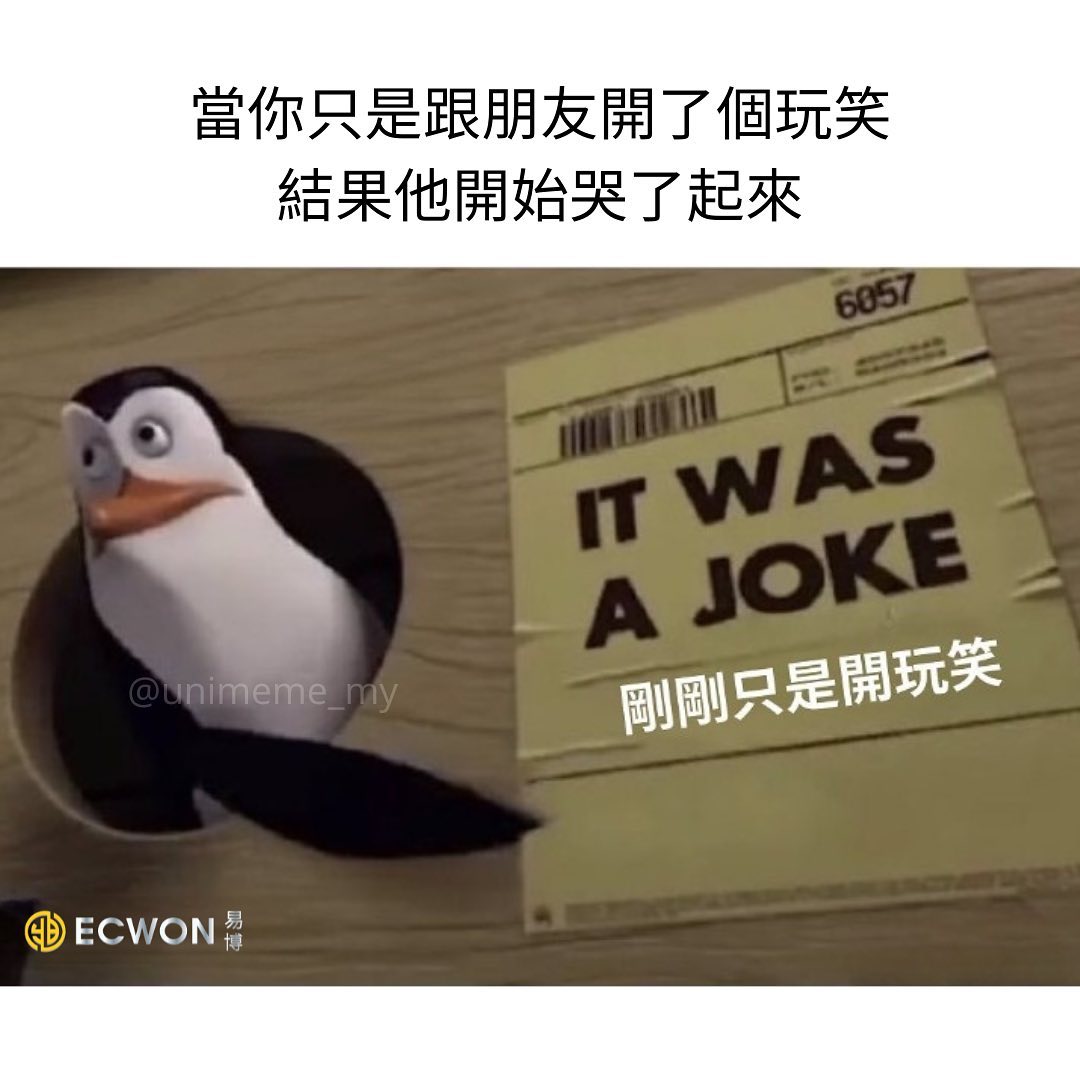 當你只是跟朋友開了個玩笑
結果他開始哭了起來
6057
IT WAS
A JOKE
剛剛只是開玩笑
@unimeme_my
ECWON 易博